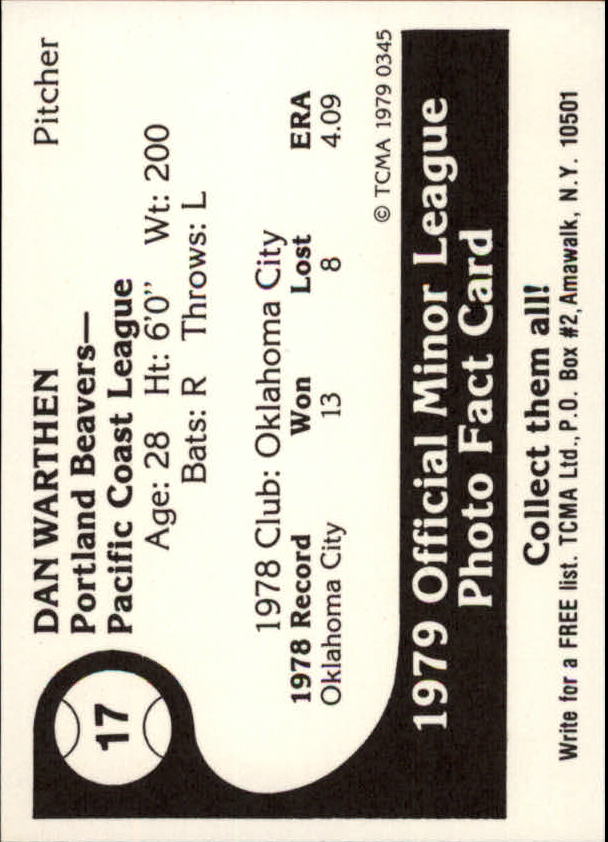 17
DAN WARTHEN Pitcher
Portland Beavers—
Pacific Coast League
Age: 28 Ht: 6'0" Wt: 200
Bats: R Throws: L
1978 Club: Oklahoma City
1978 Record Won Lost ERA
Oklahoma City 13 8 4.09
© TCMA 1979 0345
1979 Official Minor League
Photo Fact Card
Collect them all!
Write for a FREE list. TCMA Ltd., P.O. Box #2, Amawalk, N.Y. 10501